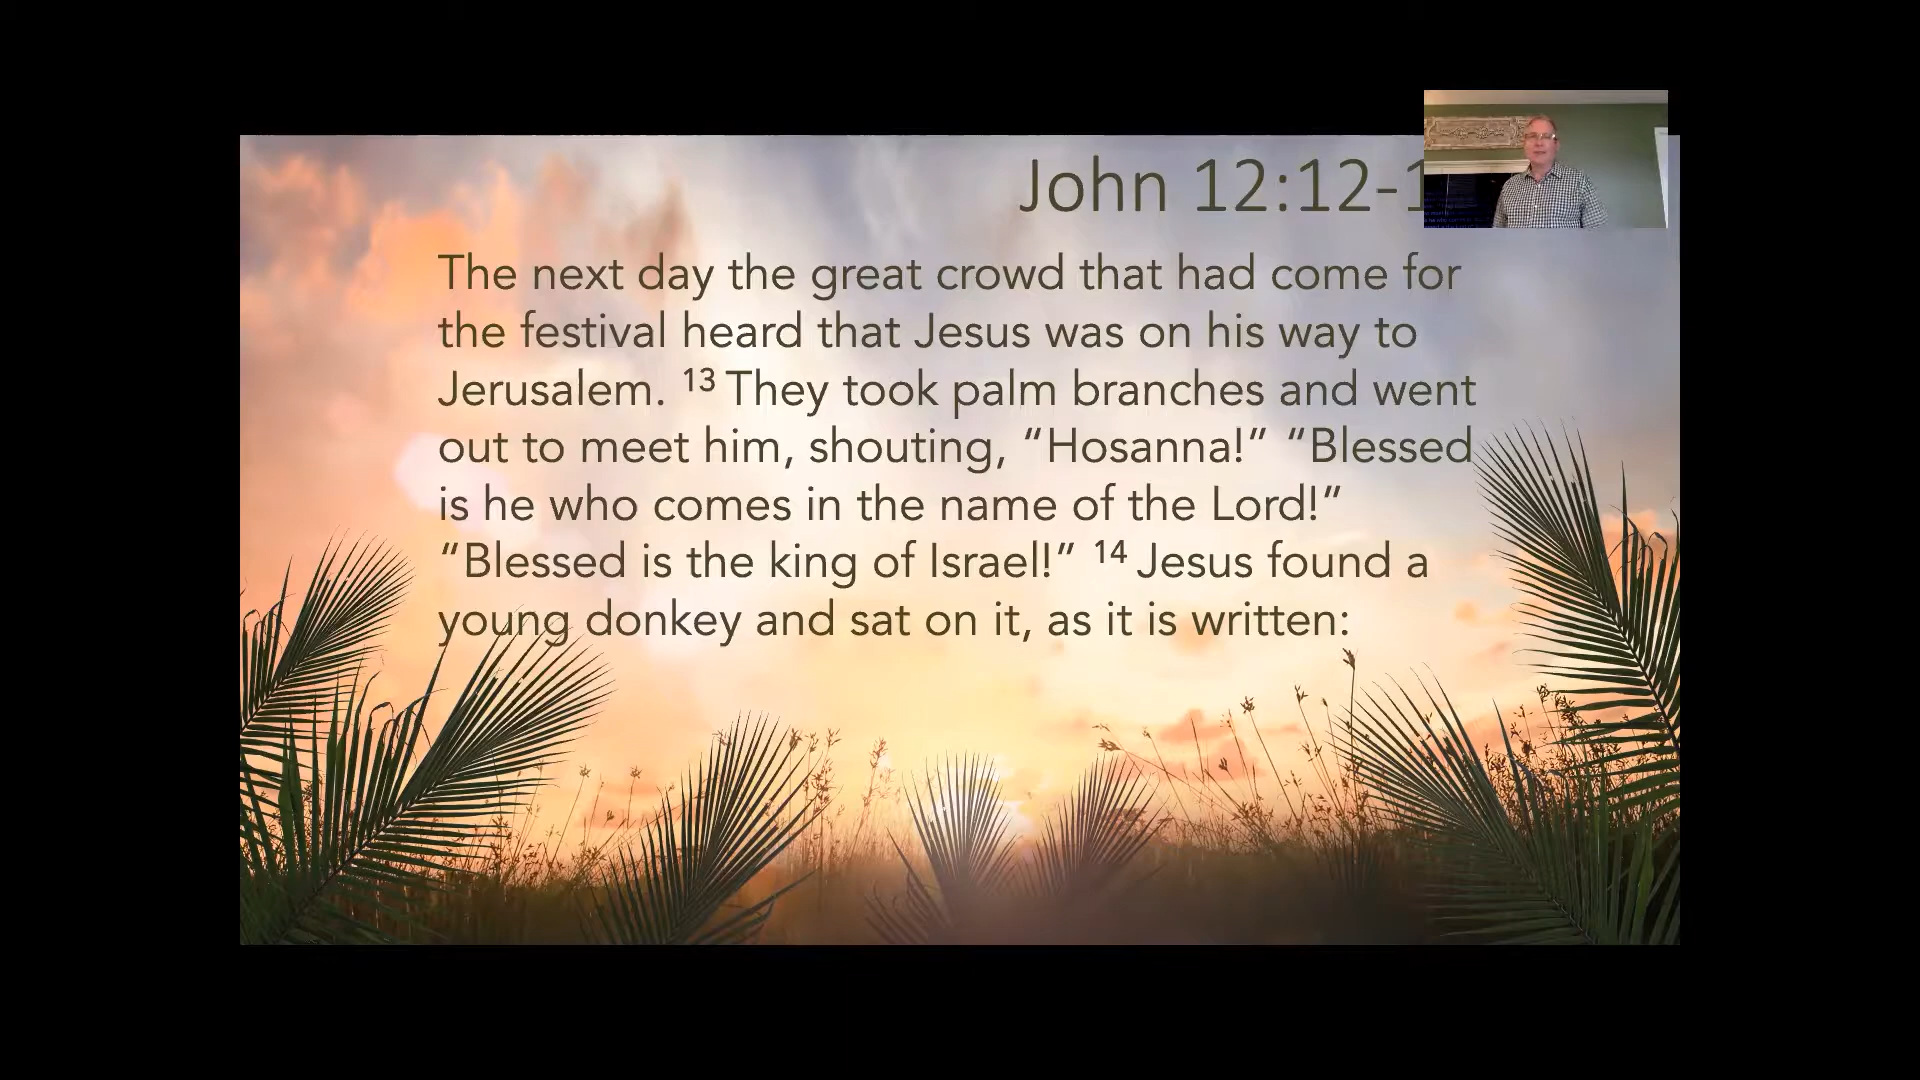 John 12:12-1
The next day the great crowd that had come for
the festival heard that Jesus was on his way to
Jerusalem. ¹³ They took palm branches and went
out to meet him, shouting, “Hosanna!” “Blessed
is he who comes in the name of the Lord!”
“Blessed is the king of Israel!” ¹⁴ Jesus found a
young donkey and sat on it, as it is written: